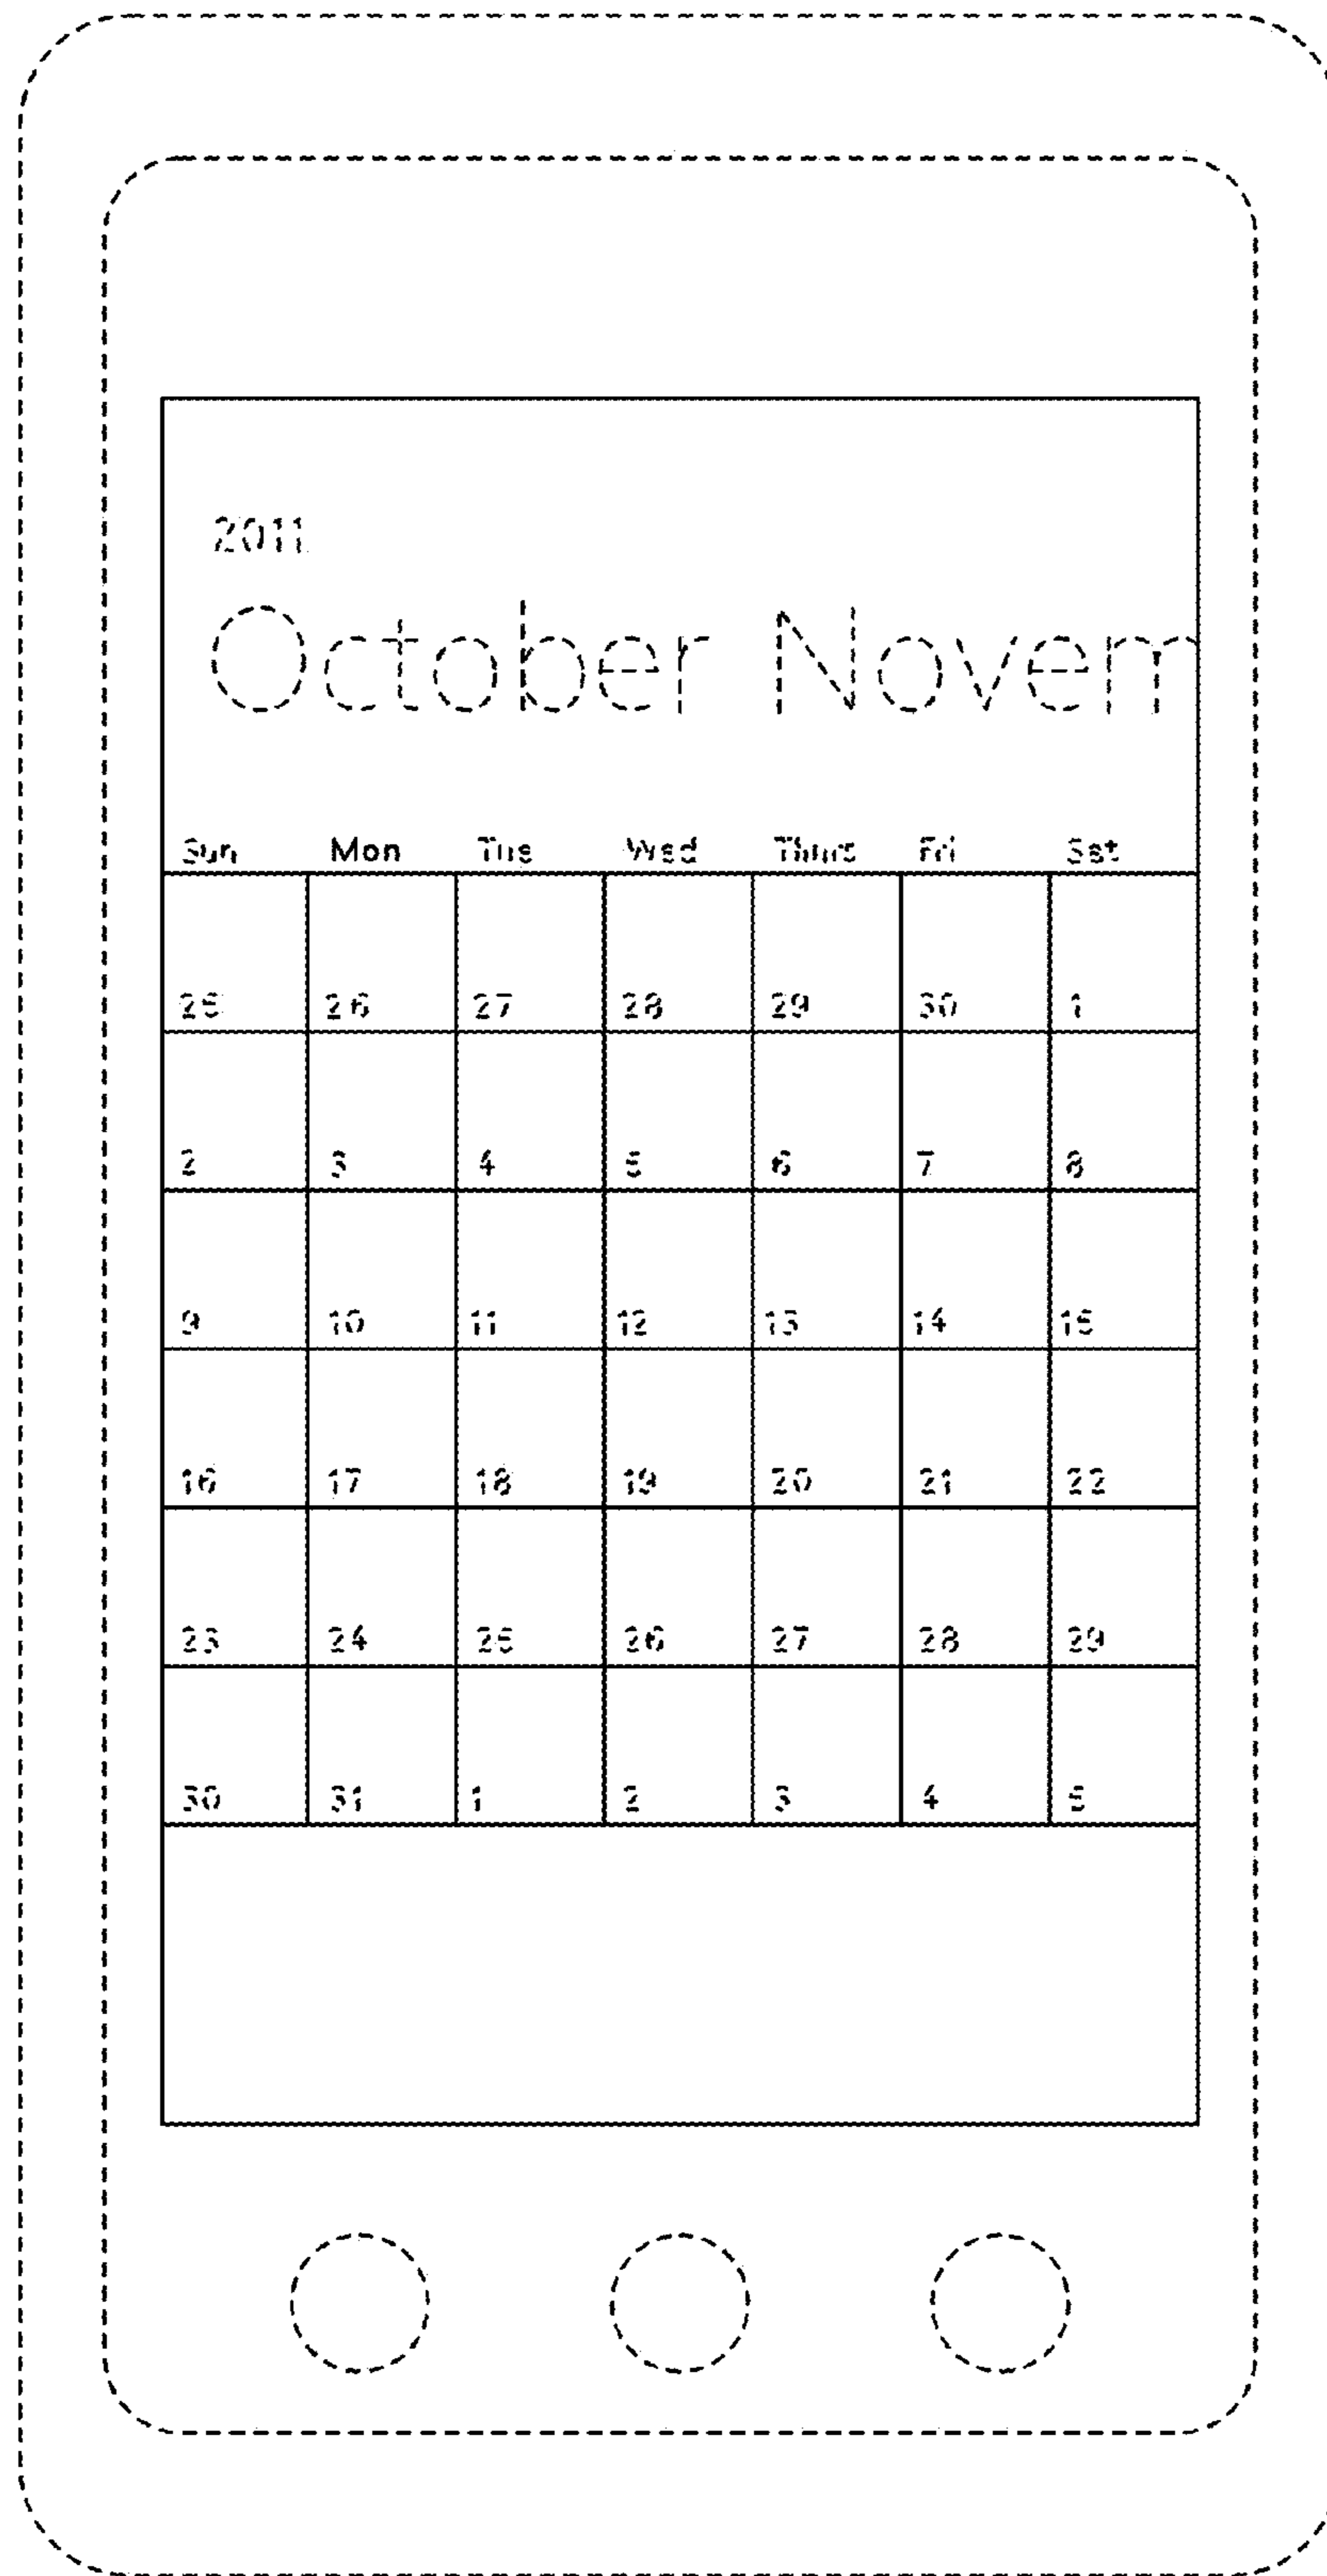 2011
October Novem
Sun Mon Tue Wed Thurs Fri Sat
25 26 27 28 29 30 1
2 3 4 5 6 7 8
9 10 11 12 13 14 15
16 17 18 19 20 21 22
23 24 25 26 27 28 29
30 31 1 2 3 4 5